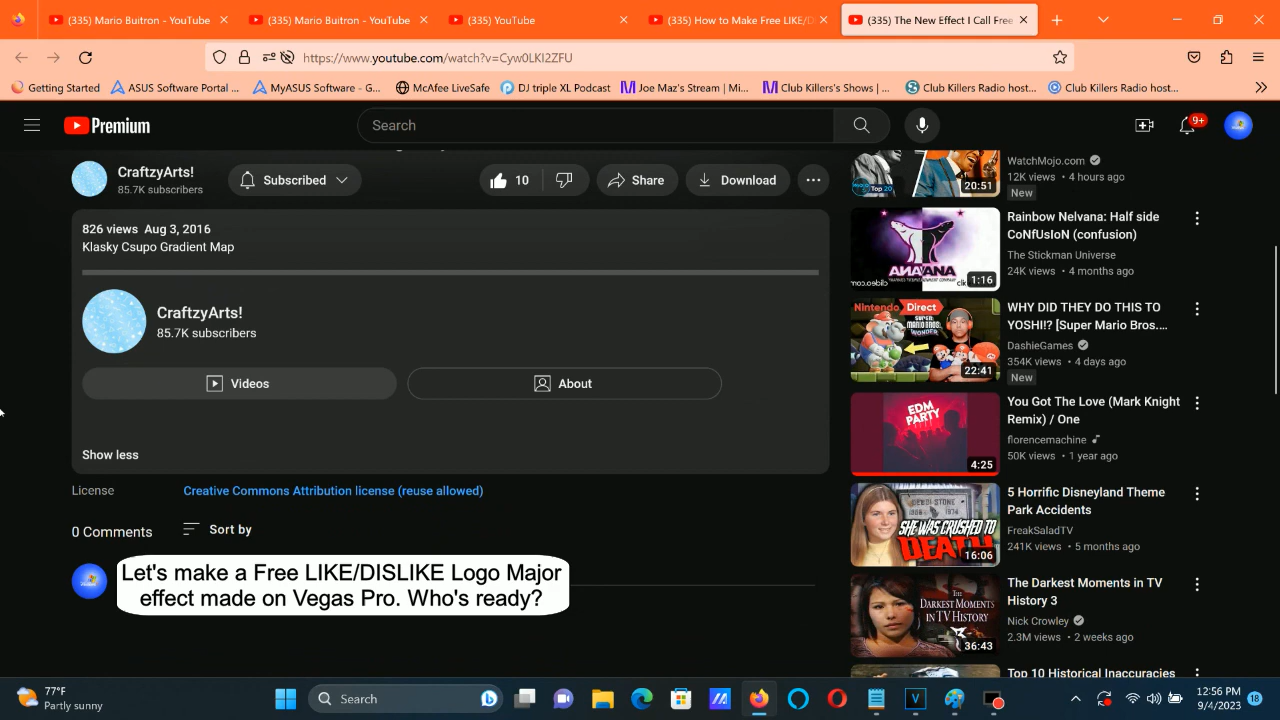 (335) Mario Buitron - YouTube
(335) Mario Buitron - YouTube
(335) YouTube
(335) How to Make Free LIKE/D
(335) The New Effect I Call Free
https://www.youtube.com/watch?v=Cyw0LKl2ZFU
Getting Started
ASUS Software Portal ...
MyASUS - Software - G...
McAfee LiveSafe
DJ triple XL Podcast
Joe Maz's Stream | Mi...
Club Killers's Shows | ...
Club Killers Radio host...
Club Killers Radio host...
Premium
Search
9+
CraftzyArts!
85.7K subscribers
Subscribed
10
Share
Download
826 views Aug 3, 2016
Klasky Csupo Gradient Map
CraftzyArts!
85.7K subscribers
Videos
About
Show less
License
Creative Commons Attribution license (reuse allowed)
0 Comments
Sort by
Let's make a Free LIKE/DISLIKE Logo Major
effect made on Vegas Pro. Who's ready?
Top 20
20:51
WatchMojo.com
12K views • 4 hours ago
New
1:16
Rainbow Nelvana: Half side
CoNfUsIoN (confusion)
The Stickman Universe
24K views • 4 months ago
Nintendo Direct
SUPER
MARIO BROS.
WONDER
22:41
WHY DID THEY DO THIS TO
YOSHI!? [Super Mario Bros....
DashieGames
354K views • 4 days ago
New
EDM
PARTY
4:25
You Got The Love (Mark Knight
Remix) / One
florencemachine
50K views • 1 year ago
SHE WAS CRUSHED TO
DEATH
16:06
5 Horrific Disneyland Theme
Park Accidents
FreakSaladTV
241K views • 5 months ago
THE
DARKEST MOMENTS
IN TV HISTORY
36:43
The Darkest Moments in TV
History 3
Nick Crowley
2.3M views • 2 weeks ago
Top 10 Historical Inaccuracies
77°F
Partly sunny
Search
12:56 PM
9/4/2023
18